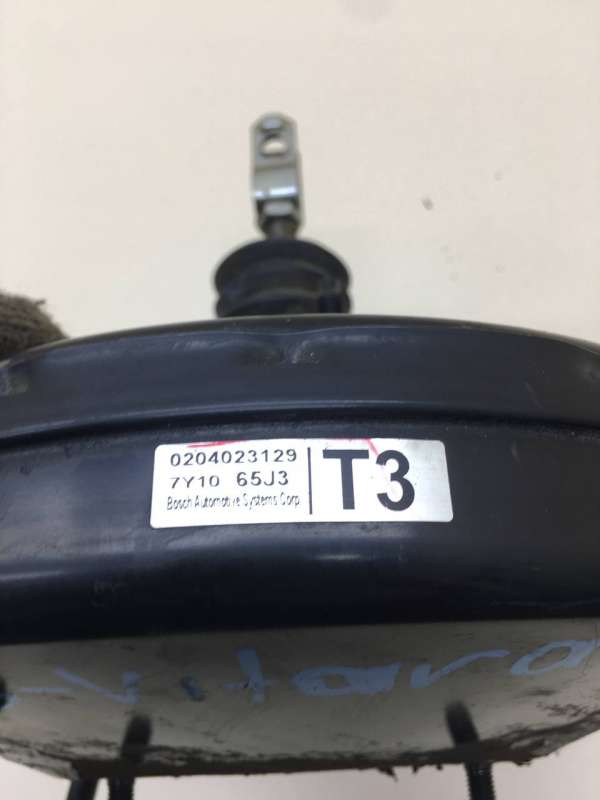 0204023129
7Y10 65J3
Bosch Automotive Systems Corp.
T3
Vitara